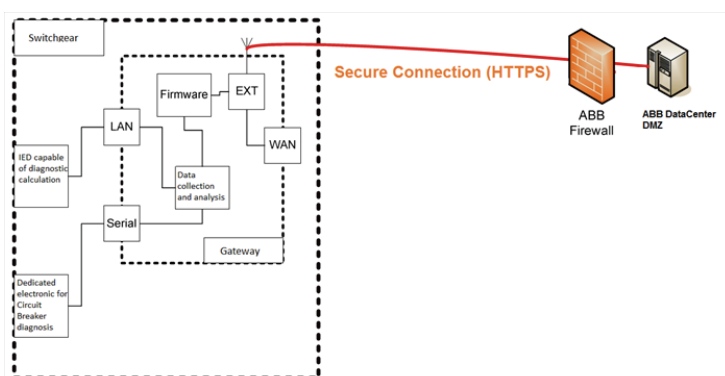 Switchgear
Firmware
EXT
Secure Connection (HTTPS)
ABB
Firewall
ABB DataCenter
DMZ
LAN
WAN
IED capable
of diagnostic
calculation
Data
collection
and analysis
Serial
Gateway
Dedicated
electronic for
Circuit
Breaker
diagnosis